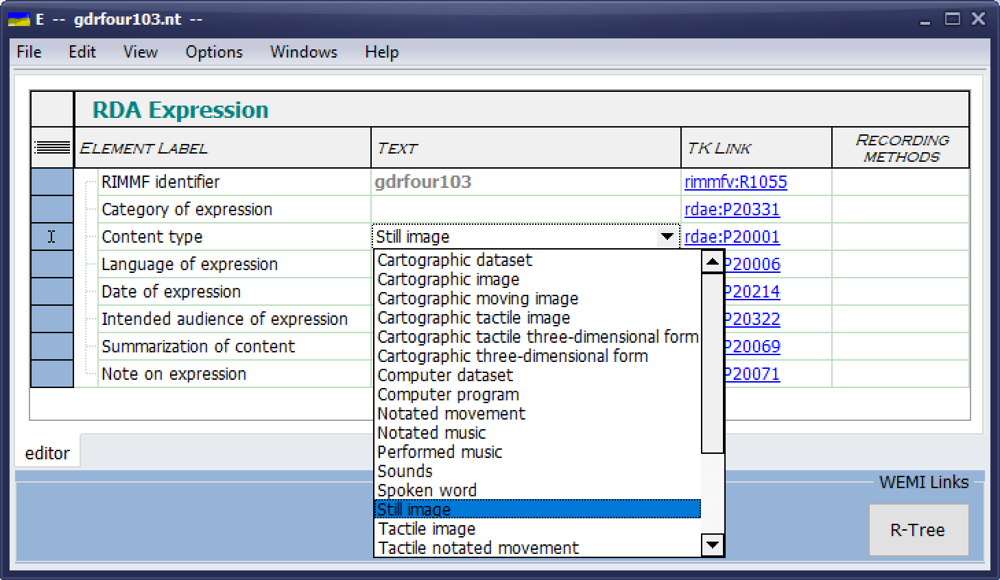 E -- gdrfour103.nt --
File Edit View Options Windows Help
RDA Expression
ELEMENT LABEL TEXT TK LINK RECORDING METHODS
RIMMF identifier gdrfour103 rimmfv:R1055
Category of expression rdae:P20331
Content type Still image rdae:P20001
Language of expression P20006
Date of expression P20214
Intended audience of expression P20322
Summarization of content P20069
Note on expression P20071
Cartographic dataset
Cartographic image
Cartographic moving image
Cartographic tactile image
Cartographic tactile three-dimensional form
Cartographic three-dimensional form
Computer dataset
Computer program
Notated movement
Notated music
Performed music
Sounds
Spoken word
Still image
Tactile image
Tactile notated movement
editor
WEMI Links
R-Tree